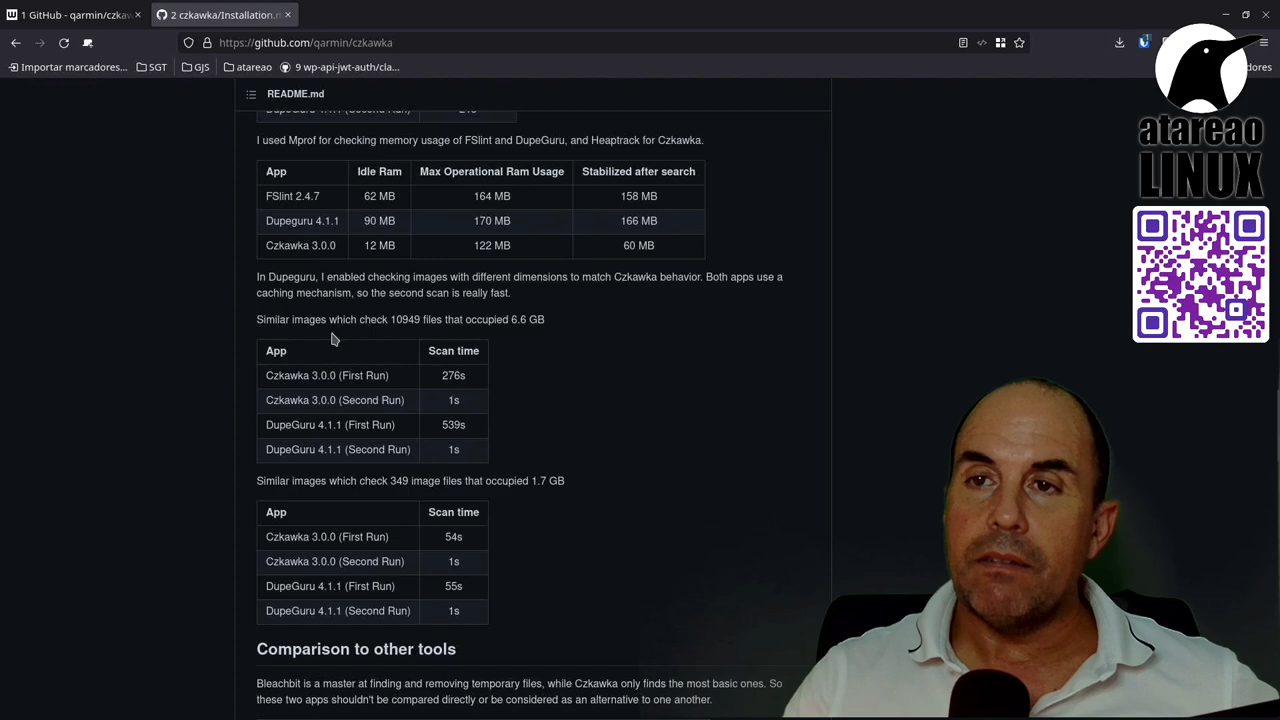 1 GitHub - qarmin/czkaw
2 czkawka/Installation.m
https://github.com/qarmin/czkawka
Importar marcadores...
SGT
GJS
atareao
9 wp-api-jwt-auth/cla...
README.md
I used Mprof for checking memory usage of FSlint and DupeGuru, and Heaptrack for Czkawka.
App Idle Ram Max Operational Ram Usage Stabilized after search
FSlint 2.4.7 62 MB 164 MB 158 MB
Dupeguru 4.1.1 90 MB 170 MB 166 MB
Czkawka 3.0.0 12 MB 122 MB 60 MB
In Dupeguru, I enabled checking images with different dimensions to match Czkawka behavior. Both apps use a
caching mechanism, so the second scan is really fast.
Similar images which check 10949 files that occupied 6.6 GB
App Scan time
Czkawka 3.0.0 (First Run) 276s
Czkawka 3.0.0 (Second Run) 1s
DupeGuru 4.1.1 (First Run) 539s
DupeGuru 4.1.1 (Second Run) 1s
Similar images which check 349 image files that occupied 1.7 GB
App Scan time
Czkawka 3.0.0 (First Run) 54s
Czkawka 3.0.0 (Second Run) 1s
DupeGuru 4.1.1 (First Run) 55s
DupeGuru 4.1.1 (Second Run) 1s
Comparison to other tools
Bleachbit is a master at finding and removing temporary files, while Czkawka only finds the most basic ones. So
these two apps shouldn't be compared directly or be considered as an alternative to one another.
atareao
LINUX